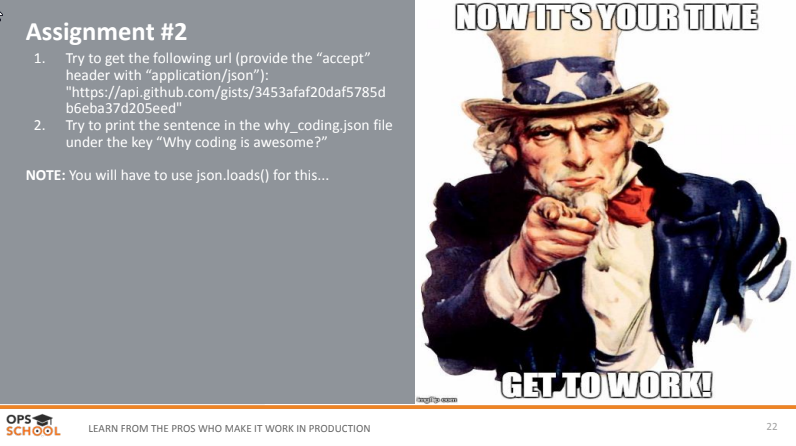 Assignment #2
1. Try to get the following url (provide the “accept”
header with “application/json”):
"https://api.github.com/gists/3453afaf20daf5785d
b6eba37d205eed"
2. Try to print the sentence in the why_coding.json file
under the key “Why coding is awesome?”
NOTE: You will have to use json.loads() for this...
NOW IT'S YOUR TIME
GET TO WORK!
imgflip.com
OPS
SCHOOL
LEARN FROM THE PROS WHO MAKE IT WORK IN PRODUCTION
22